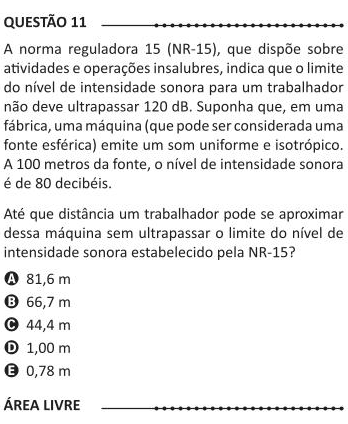 QUESTÃO 11
A norma reguladora 15 (NR-15), que dispõe sobre
atividades e operações insalubres, indica que o limite
do nível de intensidade sonora para um trabalhador
não deve ultrapassar 120 dB. Suponha que, em uma
fábrica, uma máquina (que pode ser considerada uma
fonte esférica) emite um som uniforme e isotrópico.
A 100 metros da fonte, o nível de intensidade sonora
é de 80 decibéis.
Até que distância um trabalhador pode se aproximar
dessa máquina sem ultrapassar o limite do nível de
intensidade sonora estabelecido pela NR-15?
A 81,6 m
B 66,7 m
C 44,4 m
D 1,00 m
E 0,78 m
ÁREA LIVRE